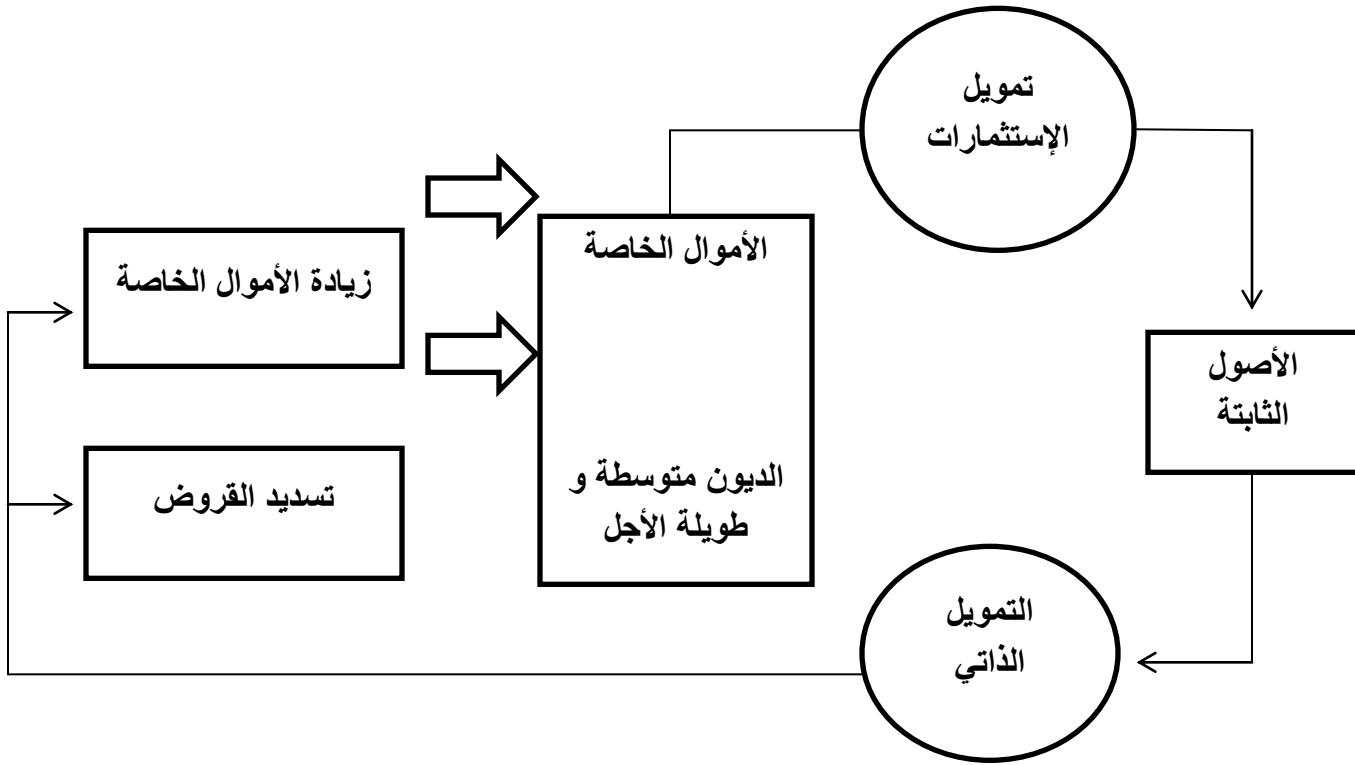 تمويل
الإستثمارات
الأموال الخاصة
زيادة الأموال الخاصة
الأصول
الثابتة
الديون متوسطة و
طويلة الأجل
تسديد القروض
التمويل
الذاتي